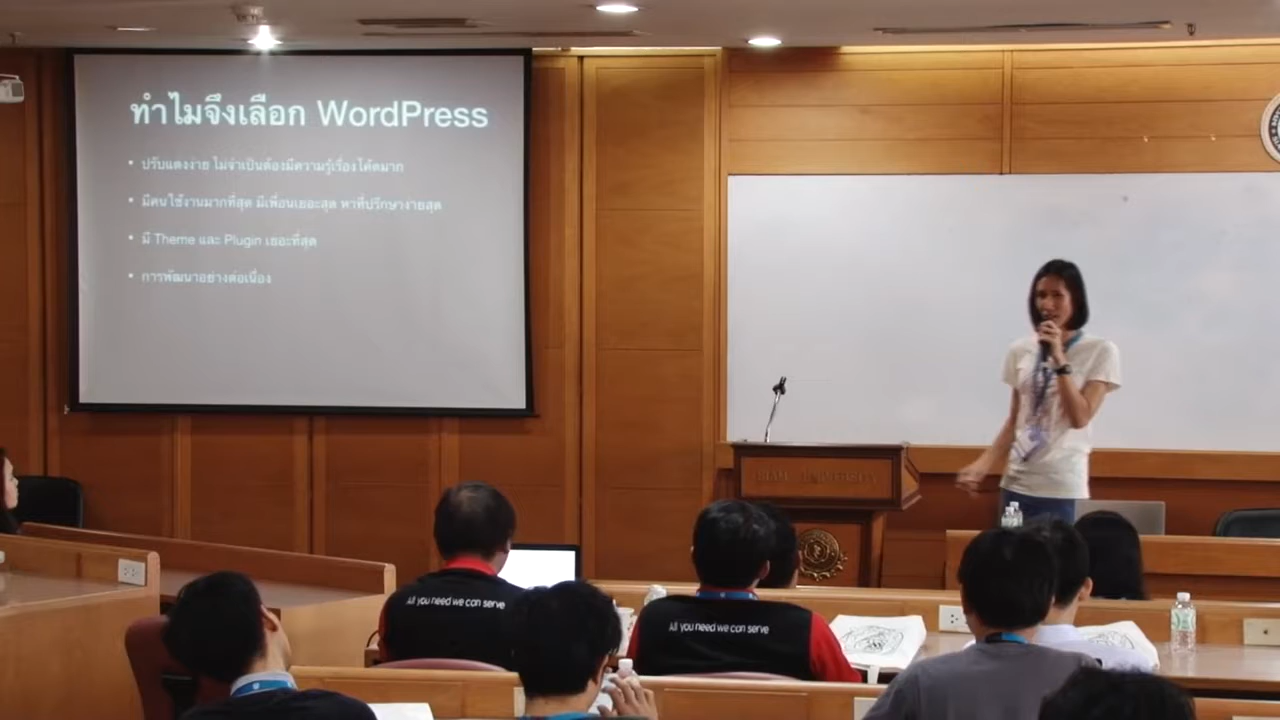 ทำไมจึงเลือก WordPress
• ปรับแต่งง่าย ไม่จำเป็นต้องมีความรู้เรื่องโค้ดมาก
• มีคนใช้งานมากที่สุด มีเพื่อนเยอะสุด หาที่ปรึกษาง่ายสุด
• มี Theme และ Plugin เยอะที่สุด
• การพัฒนาอย่างต่อเนื่อง
SIAM UNIVERSITY
All you need we can serve
All you need we can serve